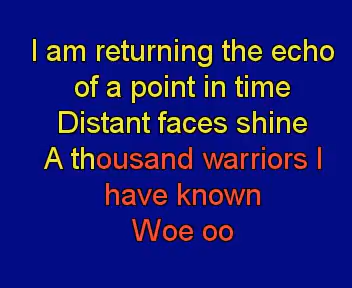 I am returning the echo
of a point in time
Distant faces shine
A thousand warriors I
have known
Woe oo